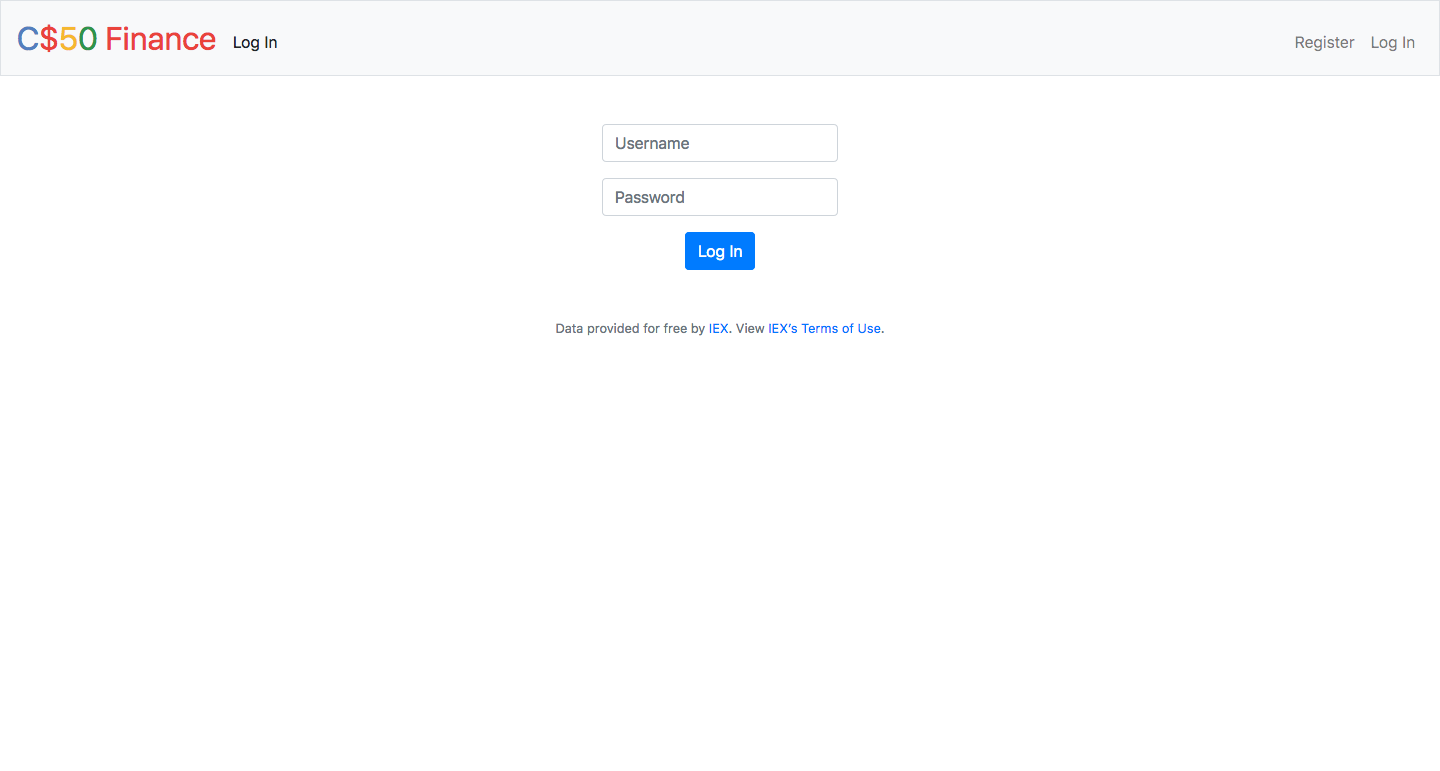 C$50 Finance Log In Register Log In
Username
Password
Log In
Data provided for free by IEX. View IEX’s Terms of Use.